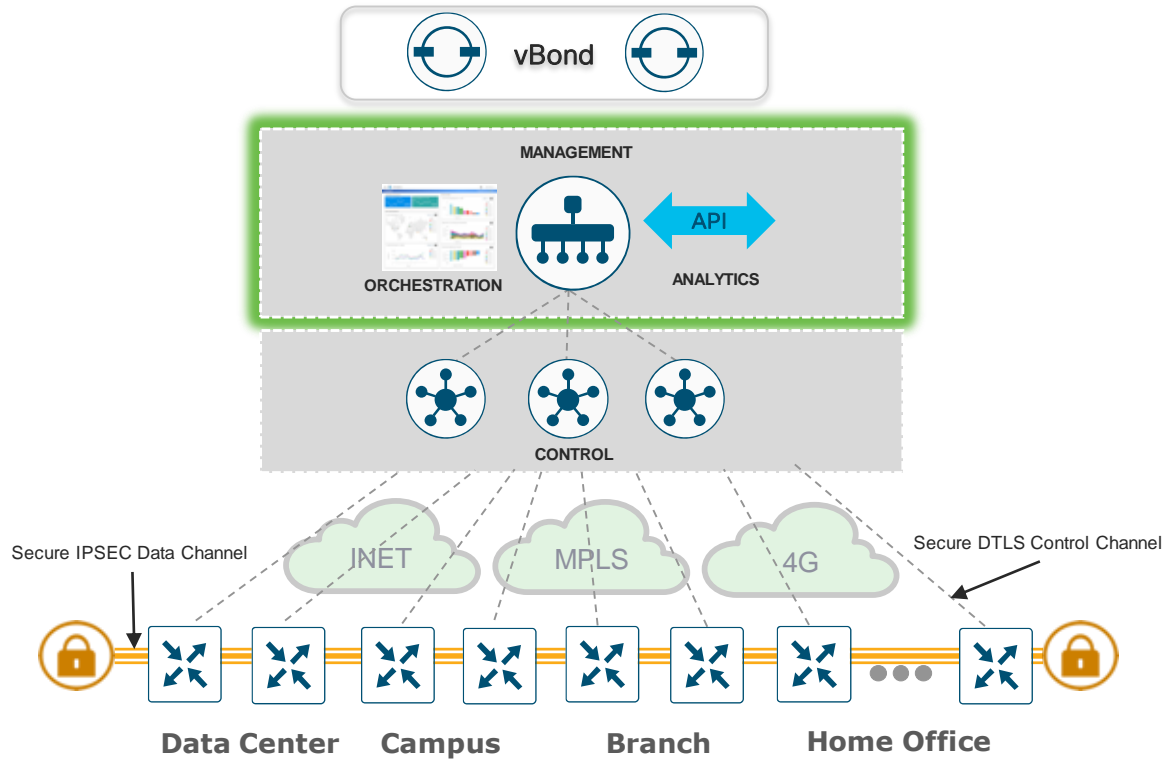 vBond
MANAGEMENT
API
ORCHESTRATION
ANALYTICS
CONTROL
INET
MPLS
4G
Secure IPSEC Data Channel
Secure DTLS Control Channel
Data Center
Campus
Branch
Home Office